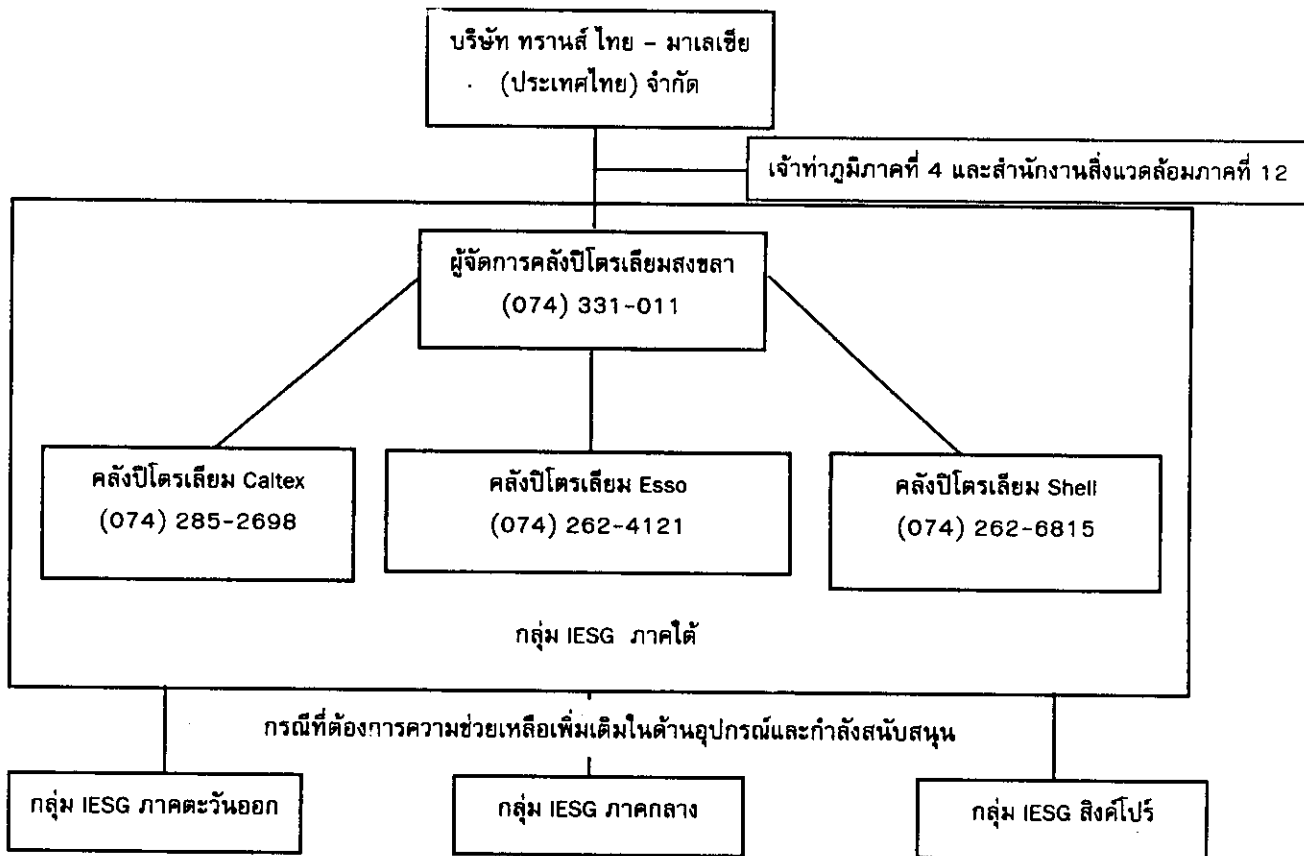 บริษัท ทรานส์ ไทย - มาเลเซีย
(ประเทศไทย) จำกัด
เจ้าท่าภูมิภาคที่ 4 และสำนักงานสิ่งแวดล้อมภาคที่ 12
ผู้จัดการคลังปิโตรเลียมสงขลา
(074) 331-011
คลังปิโตรเลียม Caltex
(074) 285-2698
คลังปิโตรเลียม Esso
(074) 262-4121
คลังปิโตรเลียม Shell
(074) 262-6815
กลุ่ม IESG ภาคใต้
กรณีที่ต้องการความช่วยเหลือเพิ่มเติมในด้านอุปกรณ์และกำลังสนับสนุน
กลุ่ม IESG ภาคตะวันออก
กลุ่ม IESG ภาคกลาง
กลุ่ม IESG สิงค์โปร์